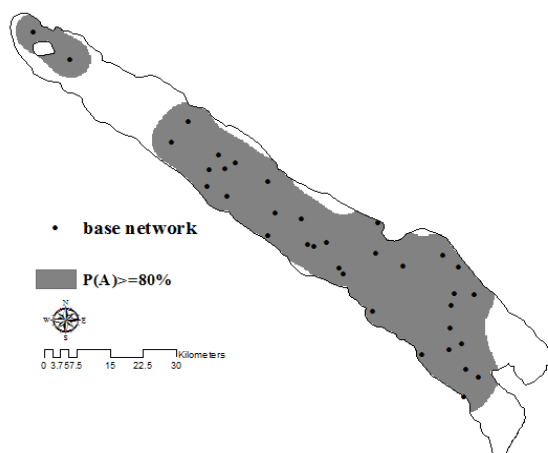 base network
P(A)>=80%
N
W E
S
Kilometers
0 3.757.5 15 22.5 30